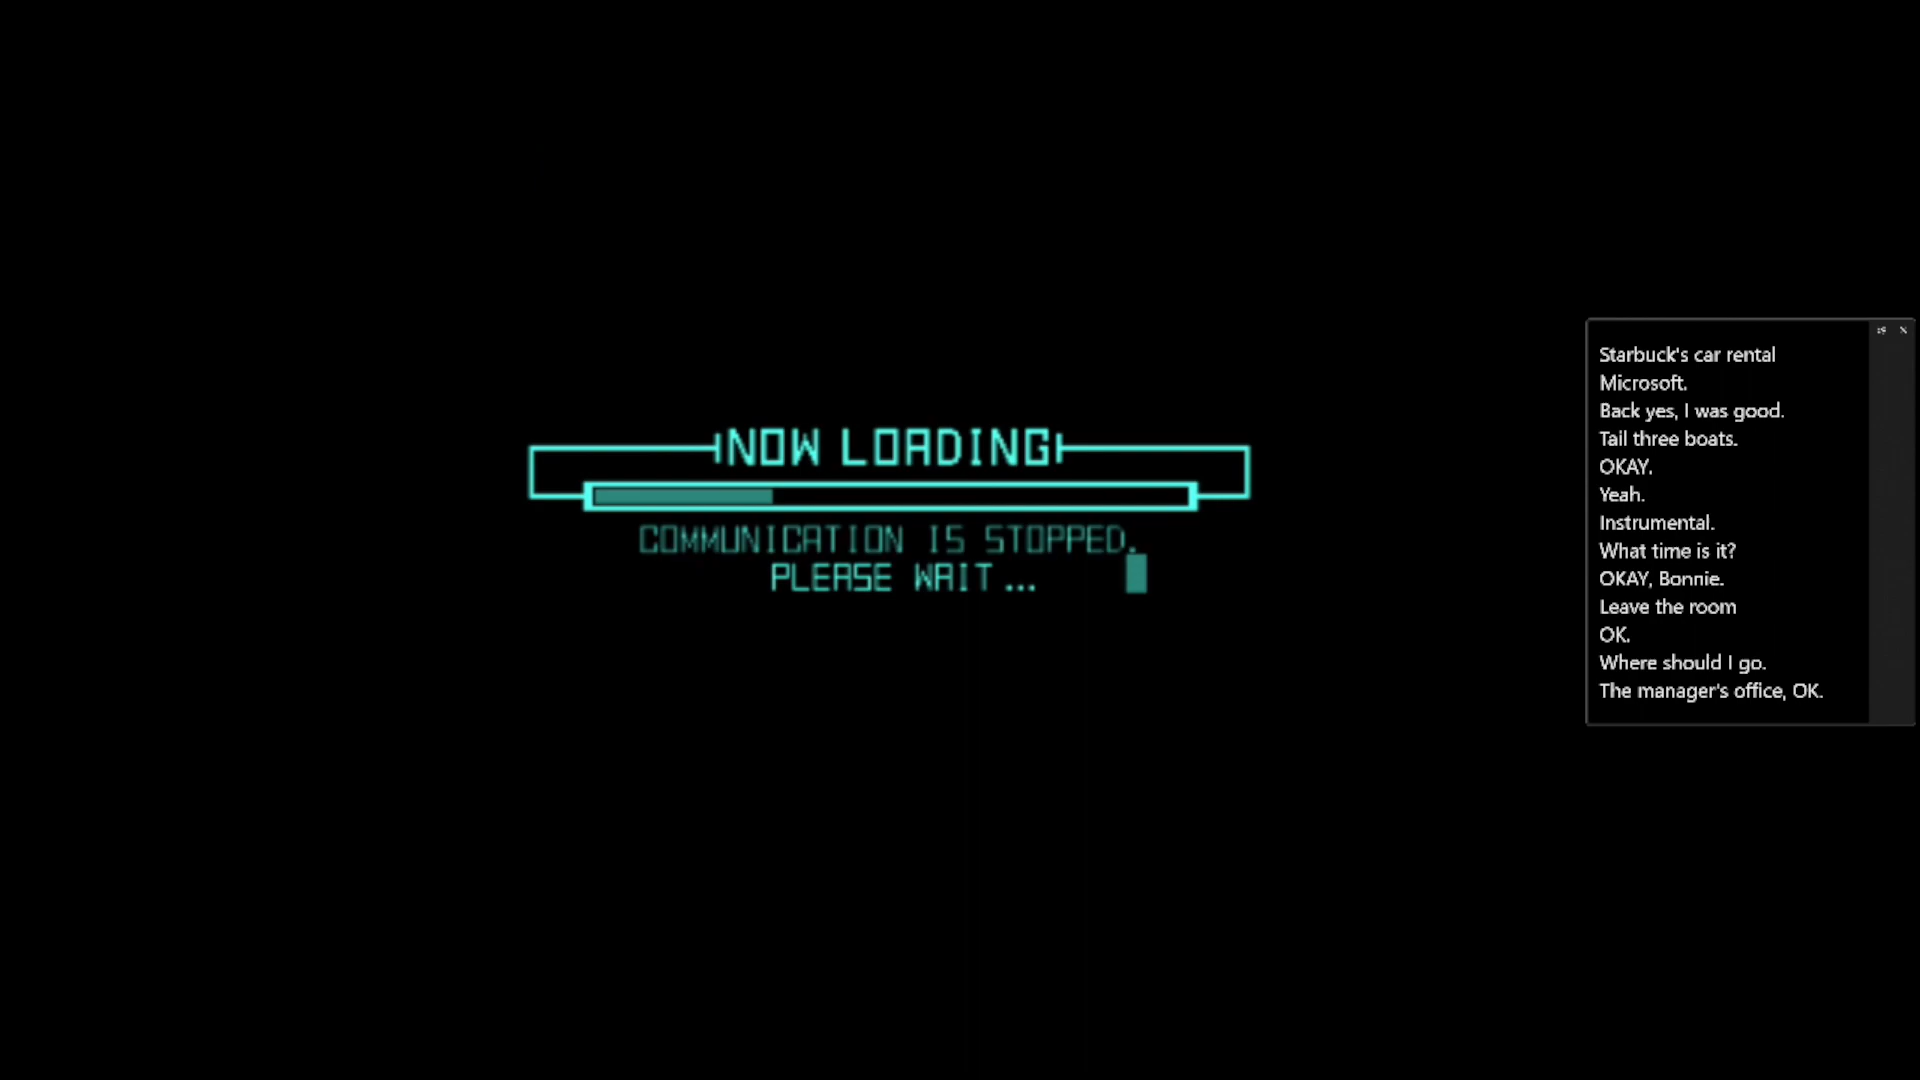 NOW LOADING
COMMUNICATION IS STOPPED.
PLEASE WAIT...
Starbuck's car rental
Microsoft.
Back yes, I was good.
Tail three boats.
OKAY.
Yeah.
Instrumental.
What time is it?
OKAY, Bonnie.
Leave the room
OK.
Where should I go.
The manager's office, OK.